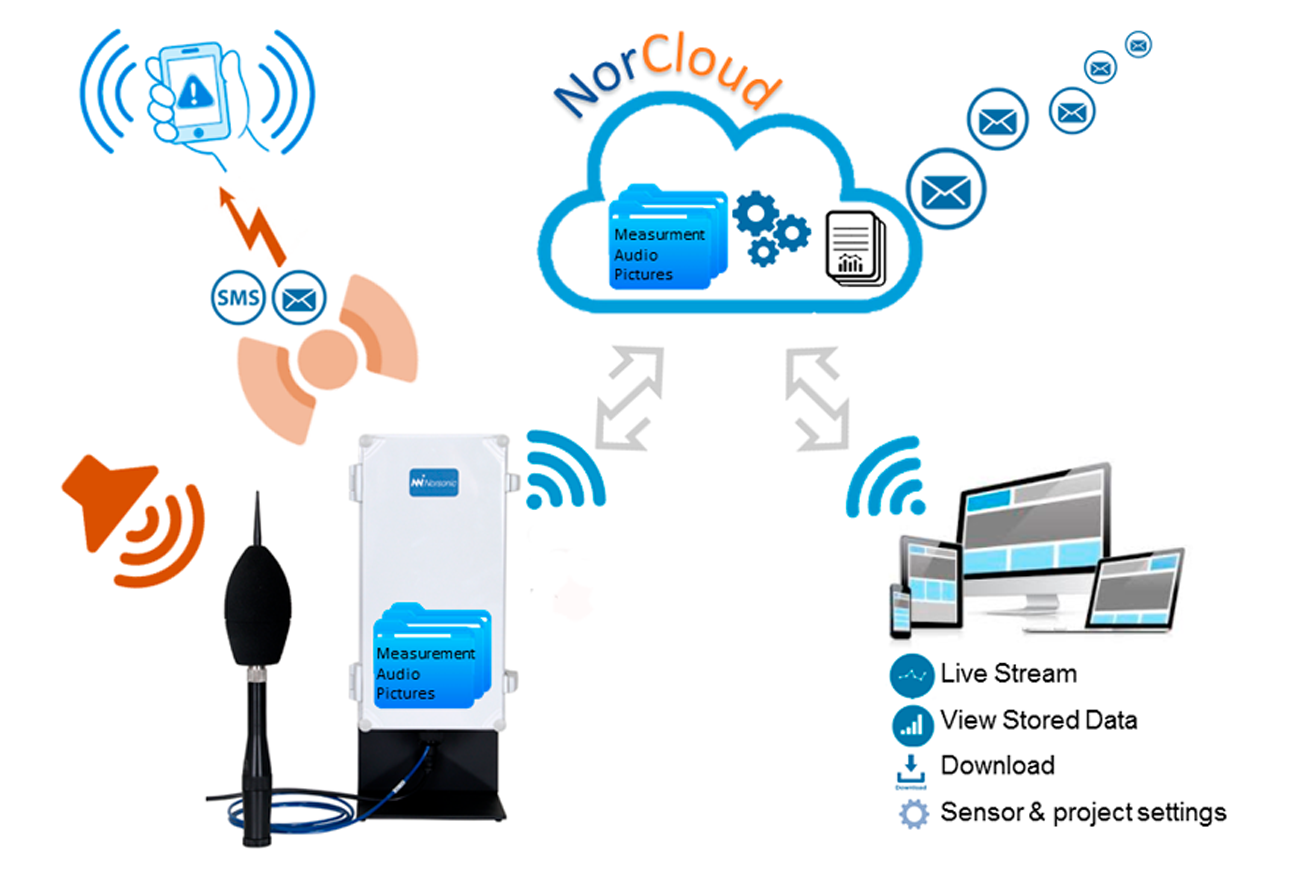 NorCloud
Measurment
Audio
Pictures
SMS
Norsonic
Measurement
Audio
Pictures
Live Stream
View Stored Data
Download
Download
Sensor & project settings